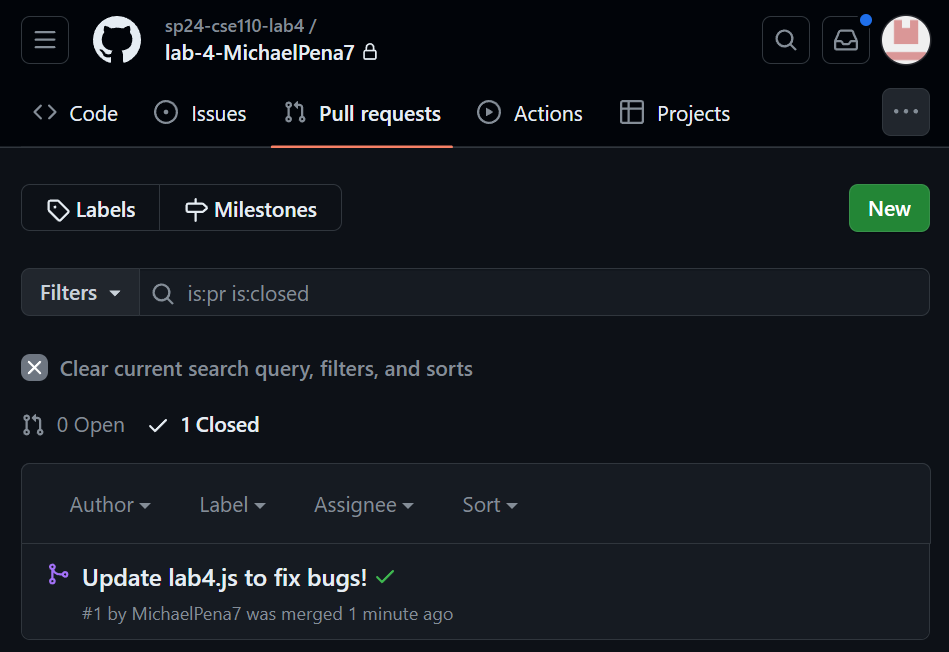 sp24-cse110-lab4 /
lab-4-MichaelPena7
Code Issues Pull requests Actions Projects
Labels Milestones New
Filters is:pr is:closed
Clear current search query, filters, and sorts
0 Open 1 Closed
Author Label Assignee Sort
Update lab4.js to fix bugs!
#1 by MichaelPena7 was merged 1 minute ago